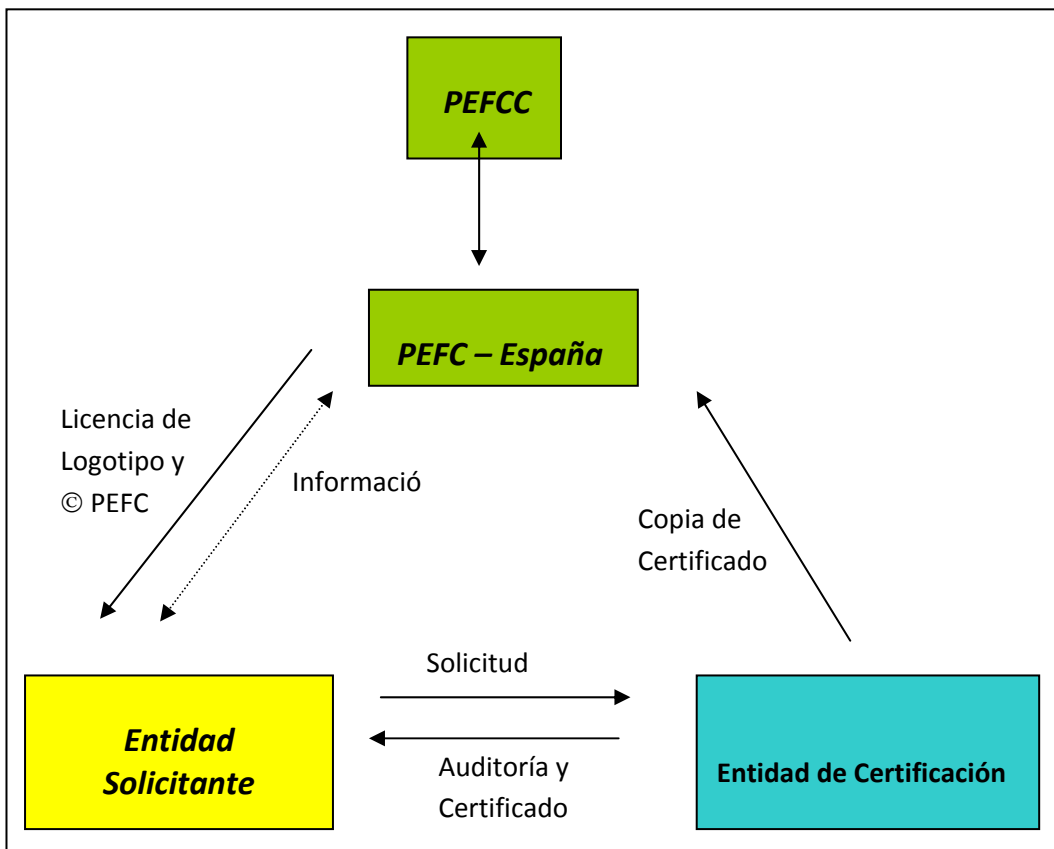 PEFCC
PEFC – España
Licencia de
Logotipo y
© PEFC
Informació
Copia de
Certificado
Solicitud
Entidad
Solicitante
Auditoría y
Certificado
Entidad de Certificación